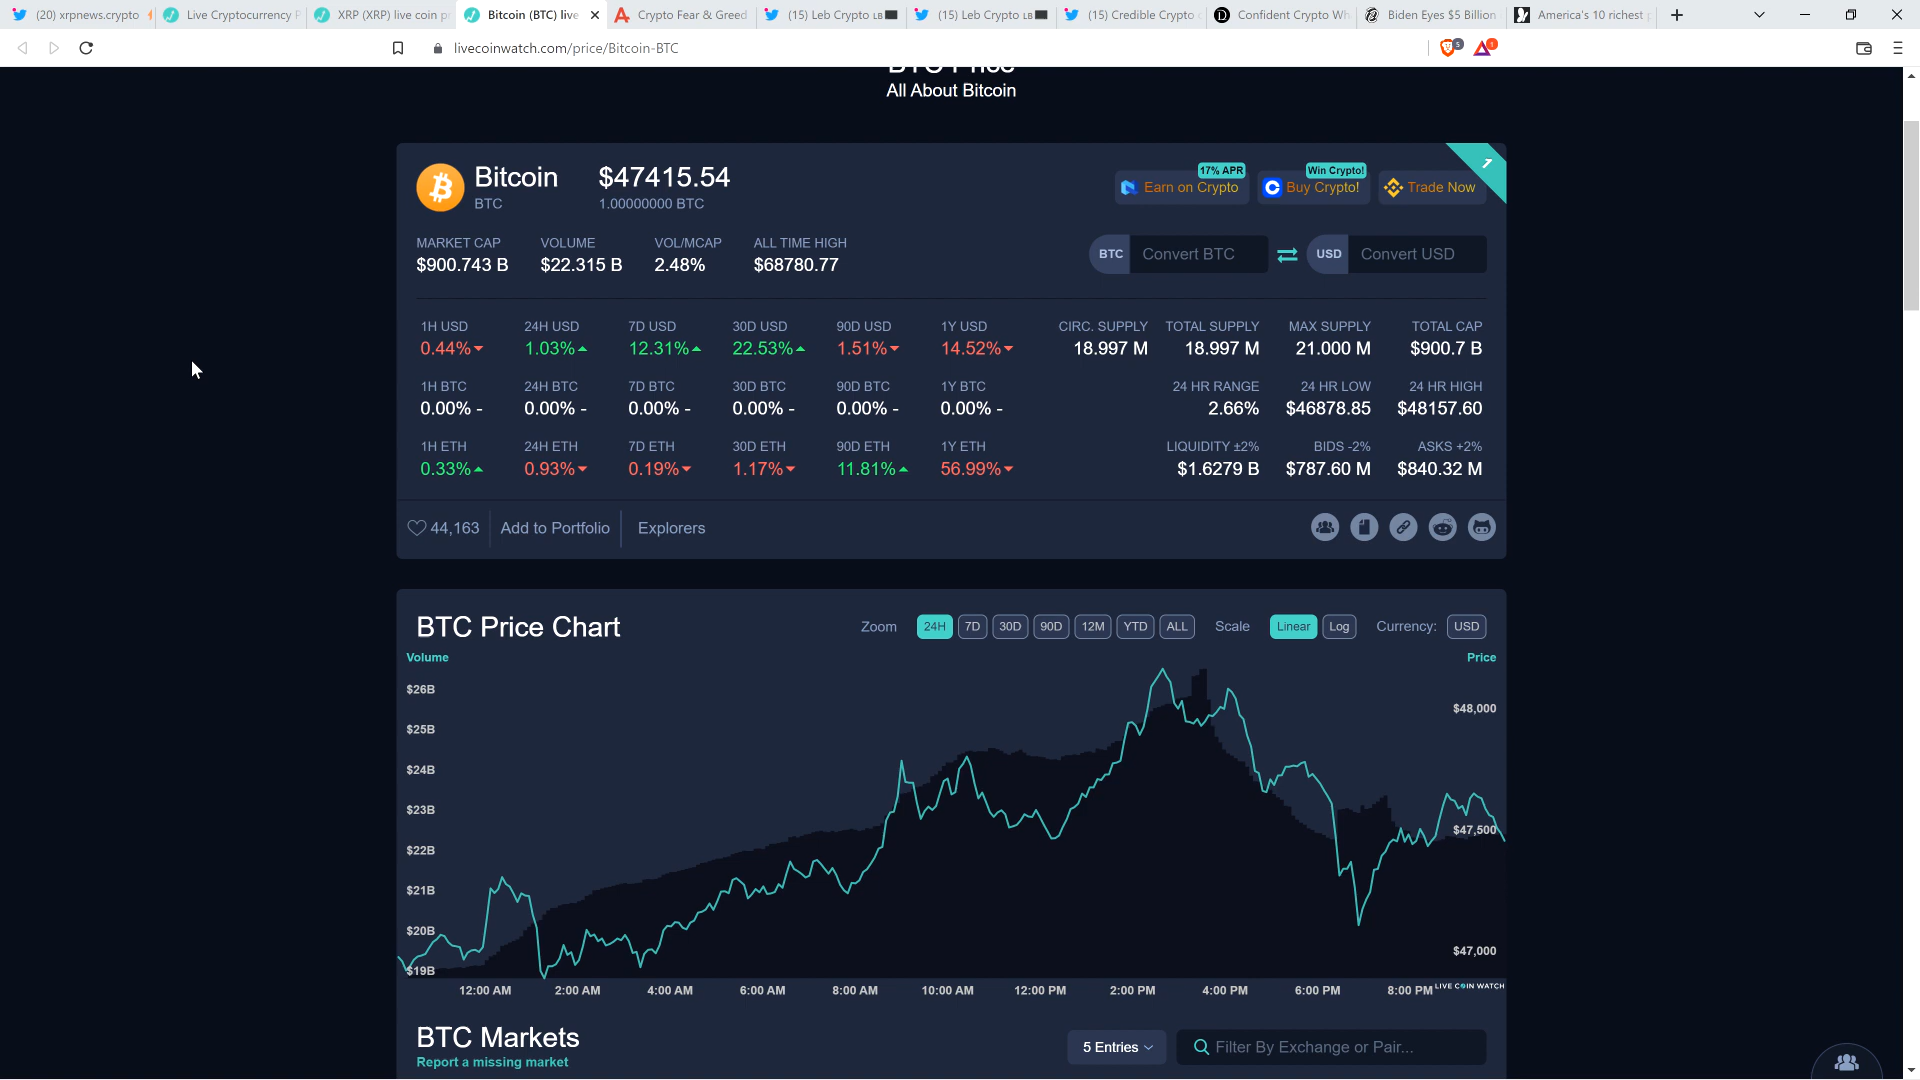 (20) xrpnews.crypto
Live Cryptocurrency P
XRP (XRP) live coin pr
Bitcoin (BTC) live
Crypto Fear & Greed
(15) Leb Crypto LB
(15) Leb Crypto LB
(15) Credible Crypto
Confident Crypto Wh
Biden Eyes $5 Billion
America's 10 richest p
livecoinwatch.com/price/Bitcoin-BTC
5
1
BTC Price
All About Bitcoin
1
Bitcoin
BTC
$47415.54
1.00000000 BTC
17% APR
Earn on Crypto
Win Crypto!
Buy Crypto!
Trade Now
MARKET CAP VOLUME VOL/MCAP ALL TIME HIGH
$900.743 B $22.315 B 2.48% $68780.77
BTC Convert BTC USD Convert USD
1H USD 24H USD 7D USD 30D USD 90D USD 1Y USD CIRC. SUPPLY TOTAL SUPPLY MAX SUPPLY TOTAL CAP
0.44% 1.03% 12.31% 22.53% 1.51% 14.52% 18.997 M 18.997 M 21.000 M $900.7 B
1H BTC 24H BTC 7D BTC 30D BTC 90D BTC 1Y BTC 24 HR RANGE 24 HR LOW 24 HR HIGH
0.00% - 0.00% - 0.00% - 0.00% - 0.00% - 0.00% - 2.66% $46878.85 $48157.60
1H ETH 24H ETH 7D ETH 30D ETH 90D ETH 1Y ETH LIQUIDITY ±2% BIDS -2% ASKS +2%
0.33% 0.93% 0.19% 1.17% 11.81% 56.99% $1.6279 B $787.60 M $840.32 M
44,163 Add to Portfolio Explorers
BTC Price Chart Zoom 24H 7D 30D 90D 12M YTD ALL Scale Linear Log Currency: USD
Volume Price
$26B
$48,000
$25B
$24B
$23B
$47,500
$22B
$21B
$20B
$47,000
$19B
12:00 AM 2:00 AM 4:00 AM 6:00 AM 8:00 AM 10:00 AM 12:00 PM 2:00 PM 4:00 PM 6:00 PM 8:00 PM LIVE COIN WATCH
BTC Markets
Report a missing market
5 Entries
Filter By Exchange or Pair...